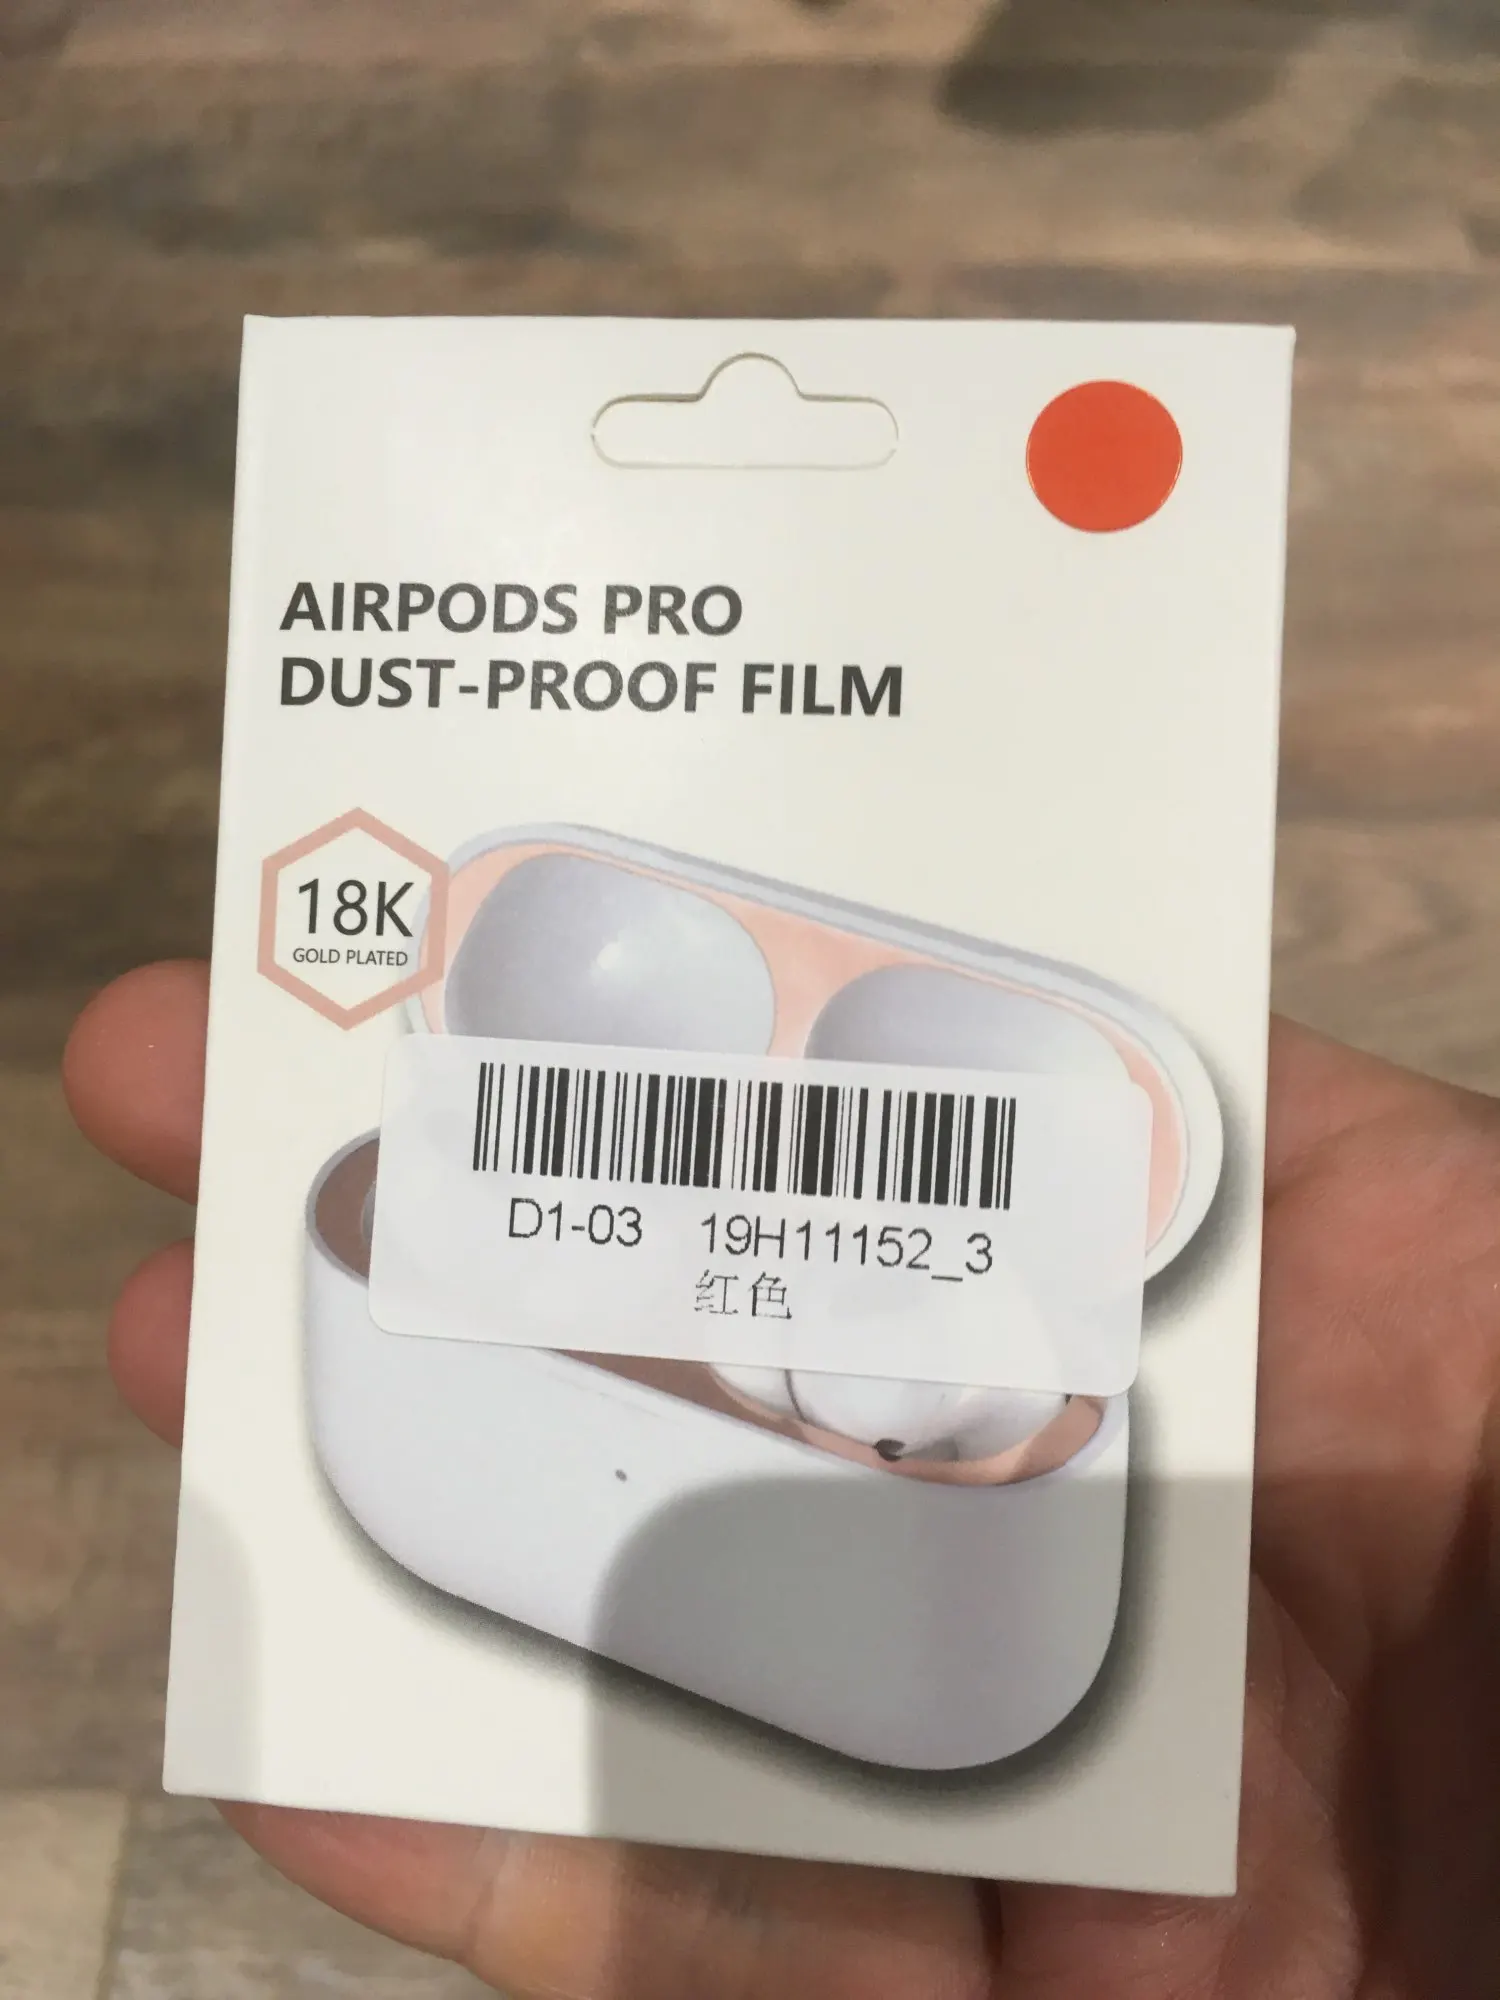 AIRPODS PRO
DUST-PROOF FILM
18K
GOLD PLATED
D1-03 19H11152_3
红色